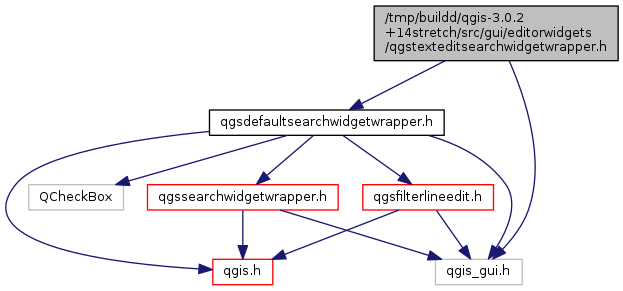 /tmp/buildd/qgis-3.0.2
+14stretch/src/gui/editorwidgets
/qgstexteditsearchwidgetwrapper.h
qgsdefaultsearchwidgetwrapper.h
QCheckBox
qgssearchwidgetwrapper.h
qgsfilterlineedit.h
qgis.h
qgis_gui.h